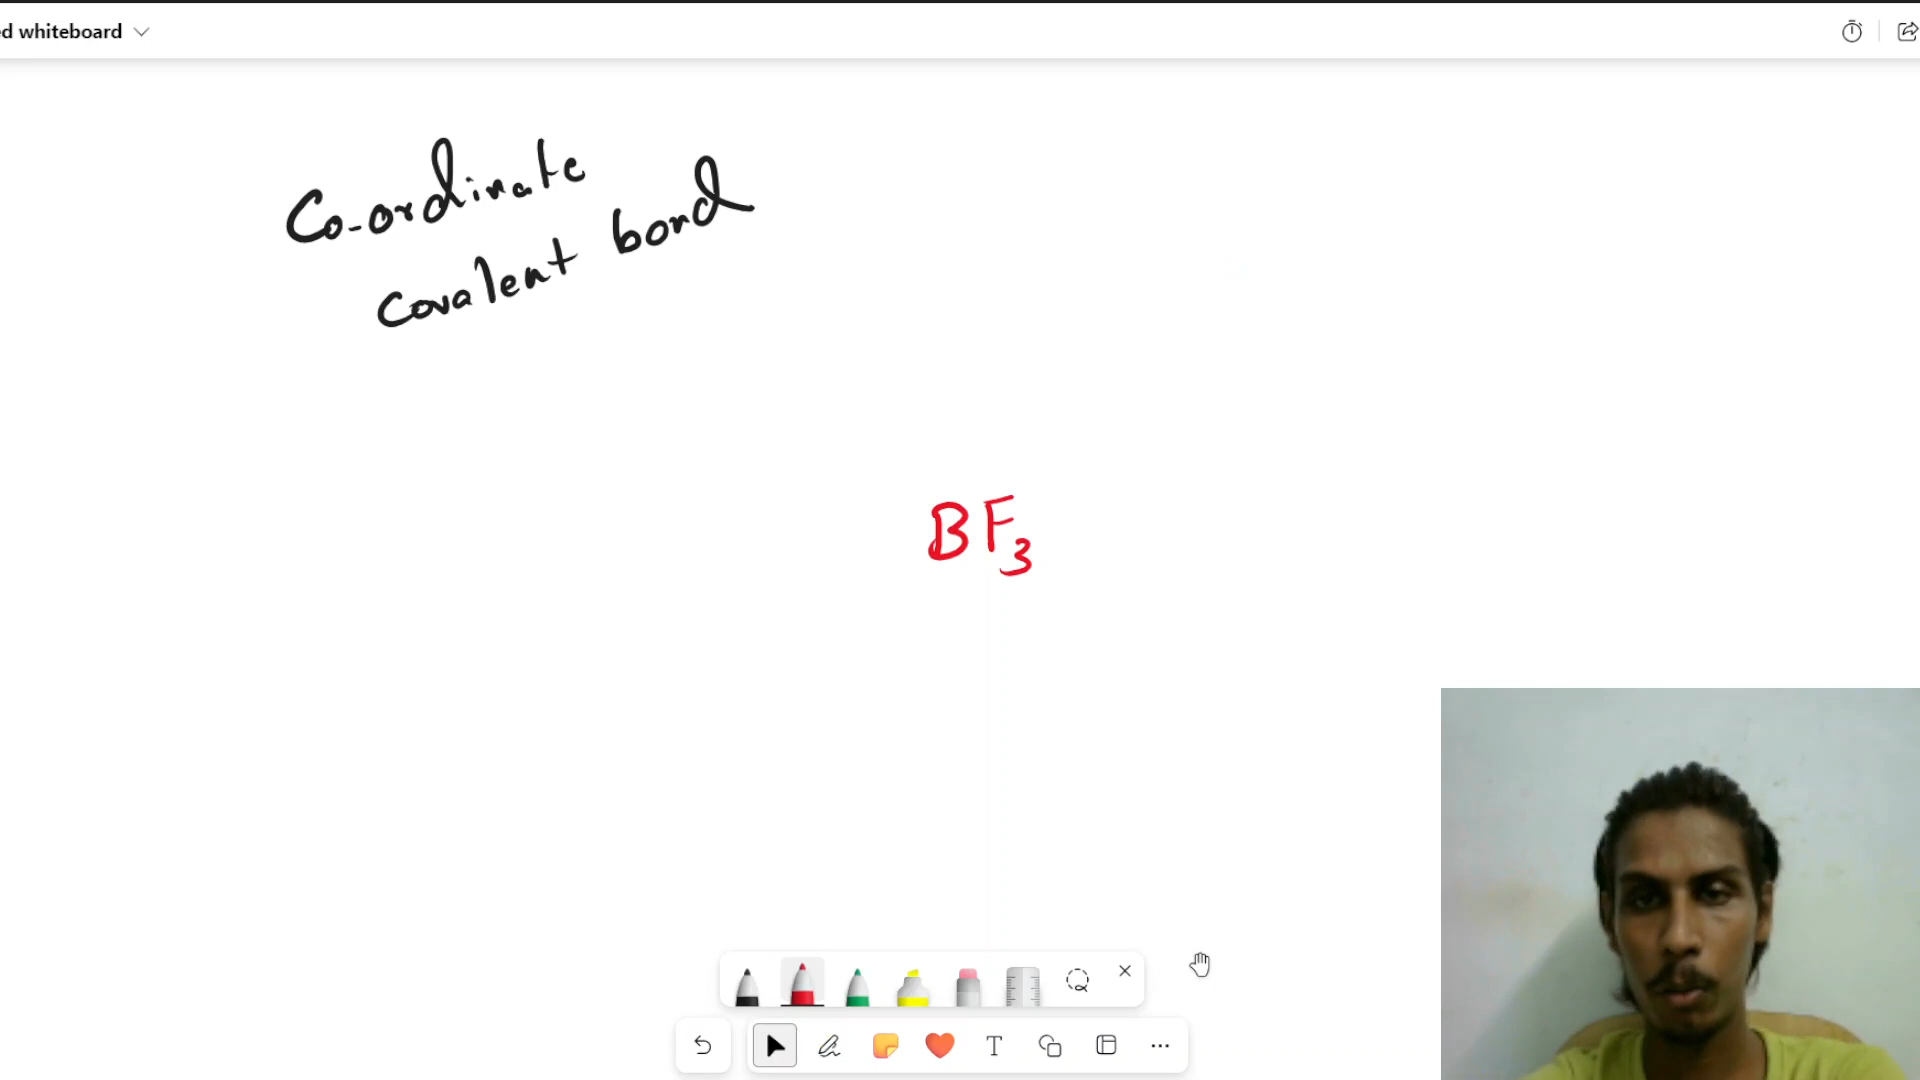 d whiteboard
Co-ordinate
covalent bond
BF₃
T